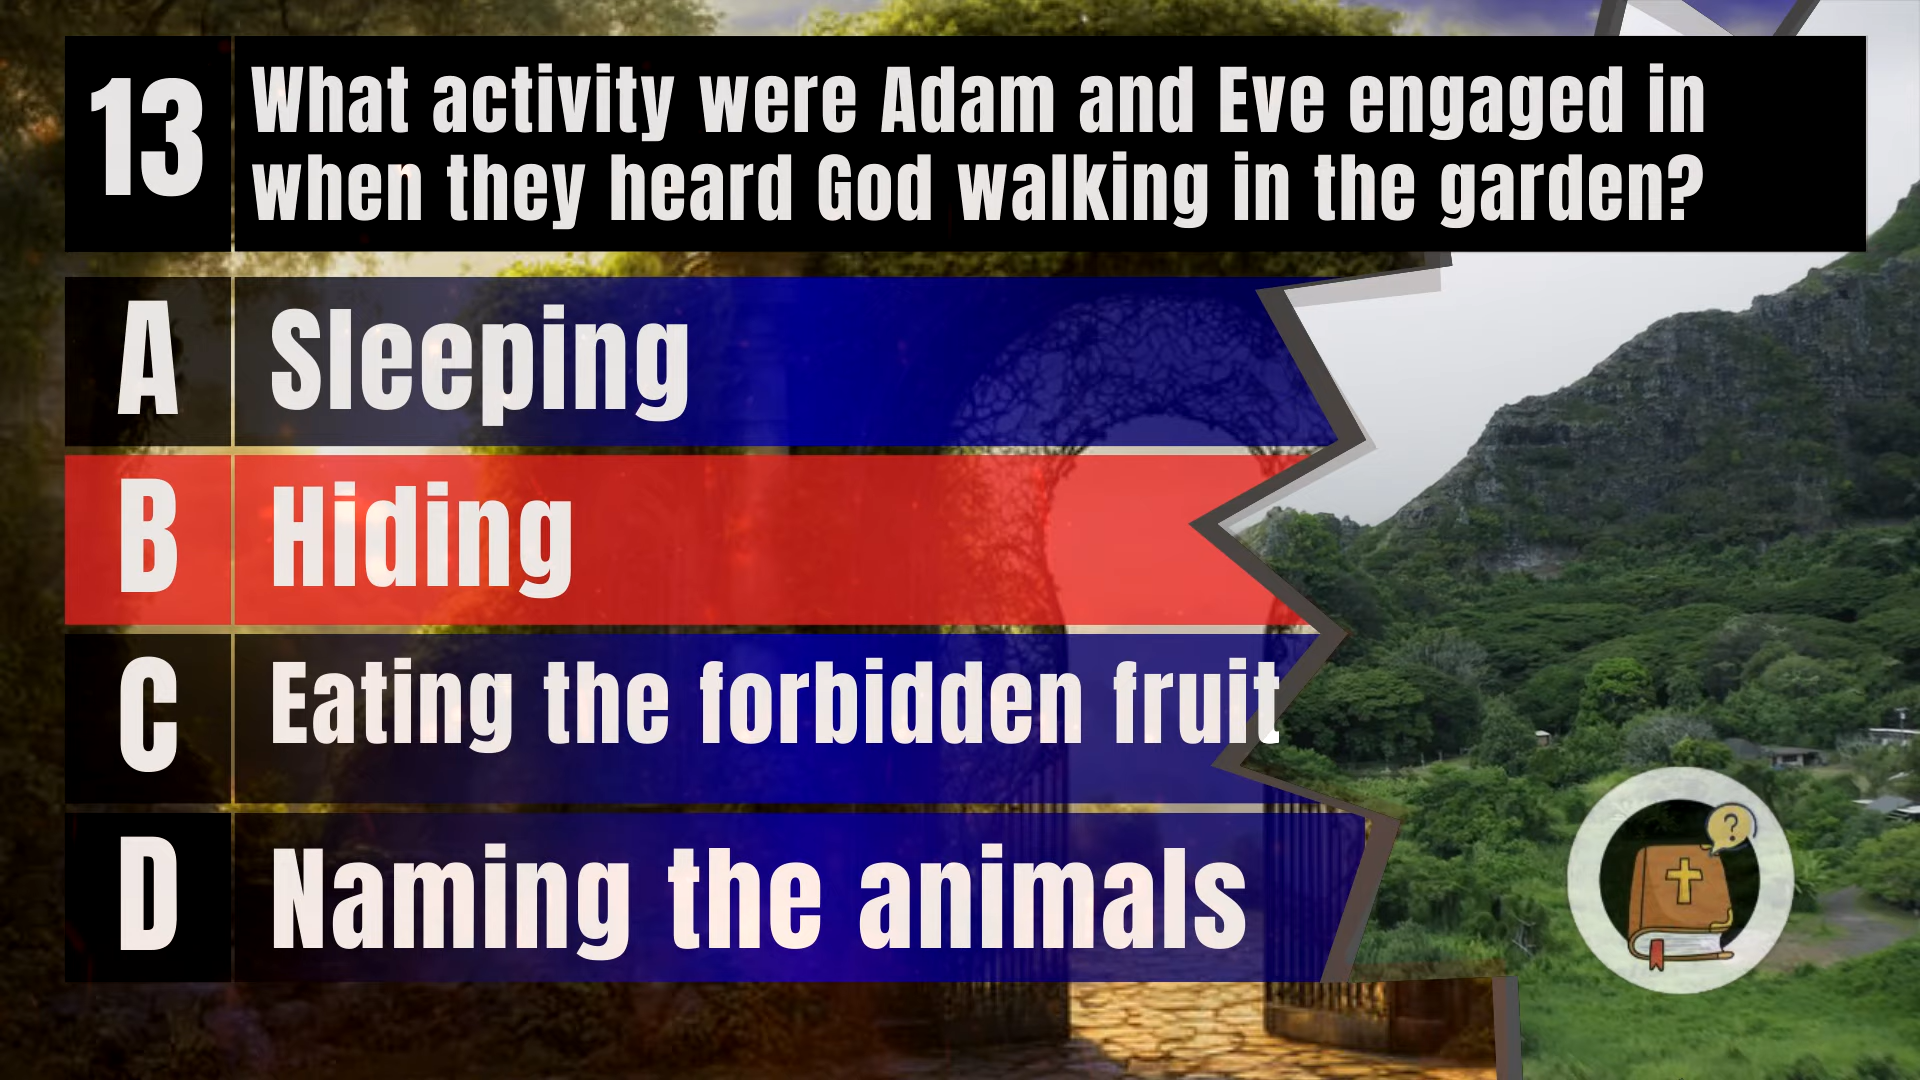 13
What activity were Adam and Eve engaged in
when they heard God walking in the garden?
A
Sleeping
B
Hiding
C
Eating the forbidden fruit
D
Naming the animals
?